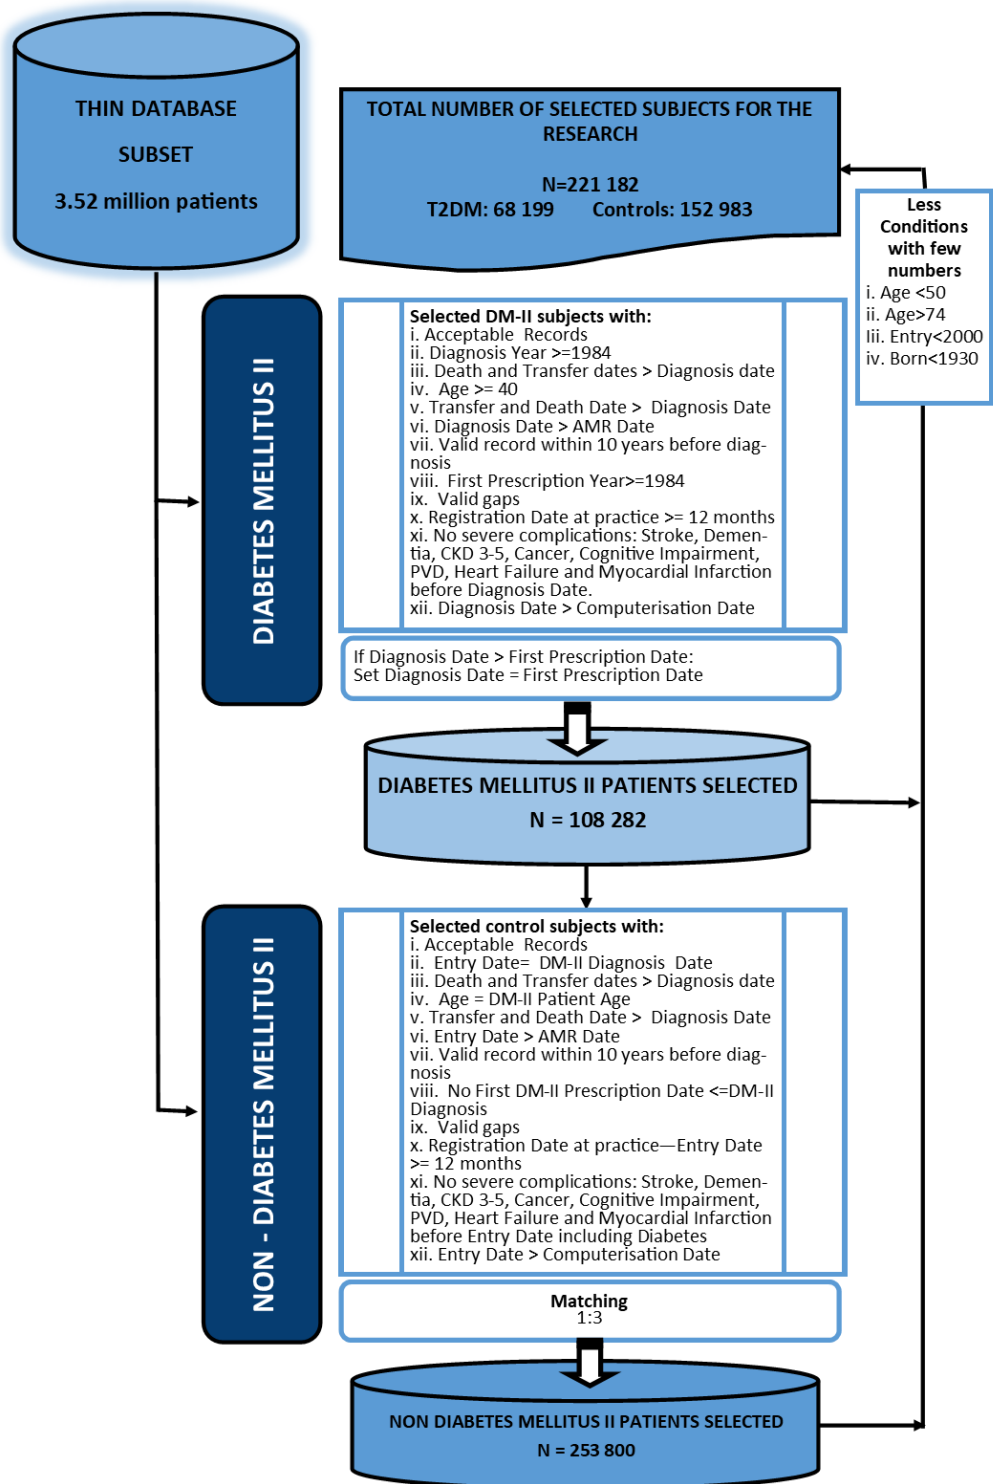 THIN DATABASE
SUBSET
3.52 million patients
TOTAL NUMBER OF SELECTED SUBJECTS FOR THE
RESEARCH
N=221 182
T2DM: 68 199 Controls: 152 983
Less
Conditions
with few
numbers
i. Age <50
ii. Age>74
Iii. Entry<2000
iv. Born<1930
DIABETES MELLITUS II
Selected DM-II subjects with:
i. Acceptable Records
ii. Diagnosis Year >=1984
iii. Death and Transfer dates > Diagnosis date
iv. Age >= 40
v. Transfer and Death Date > Diagnosis Date
vi. Diagnosis Date > AMR Date
vii. Valid record within 10 years before diag-
nosis
viii. First Prescription Year>=1984
ix. Valid gaps
x. Registration Date at practice >= 12 months
xi. No severe complications: Stroke, Demen-
tia, CKD 3-5, Cancer, Cognitive Impairment,
PVD, Heart Failure and Myocardial Infarction
before Diagnosis Date.
xii. Diagnosis Date > Computerisation Date
If Diagnosis Date > First Prescription Date:
Set Diagnosis Date = First Prescription Date
DIABETES MELLITUS II PATIENTS SELECTED
N = 108 282
NON - DIABETES MELLITUS II
Selected control subjects with:
i. Acceptable Records
ii. Entry Date= DM-II Diagnosis Date
iii. Death and Transfer dates > Diagnosis date
iv. Age = DM-II Patient Age
v. Transfer and Death Date > Diagnosis Date
vi. Entry Date > AMR Date
vii. Valid record within 10 years before diag-
nosis
viii. No First DM-II Prescription Date <=DM-II
Diagnosis
ix. Valid gaps
x. Registration Date at practice—Entry Date
>= 12 months
xi. No severe complications: Stroke, Demen-
tia, CKD 3-5, Cancer, Cognitive Impairment,
PVD, Heart Failure and Myocardial Infarction
before Entry Date including Diabetes
xii. Entry Date > Computerisation Date
Matching
1:3
NON DIABETES MELLITUS II PATIENTS SELECTED
N = 253 800